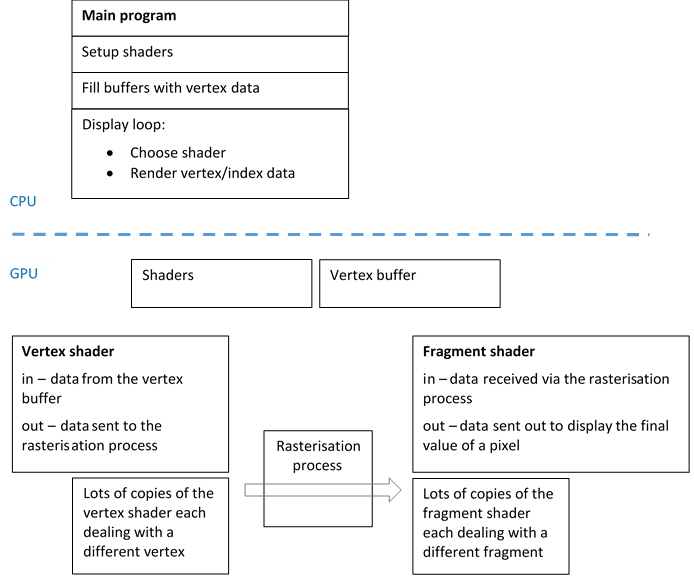 Main program
Setup shaders
Fill buffers with vertex data
Display loop:
• Choose shader
• Render vertex/index data
CPU
GPU
Shaders
Vertex buffer
Vertex shader
in – data from the vertex
buffer
out – data sent to the
rasterisation process
Lots of copies of the
vertex shader each
dealing with a
different vertex
Rasterisation
process
Fragment shader
in – data received via the rasterisation
process
out – data sent out to display the final
value of a pixel
Lots of copies of the
fragment shader
each dealing with a
different fragment